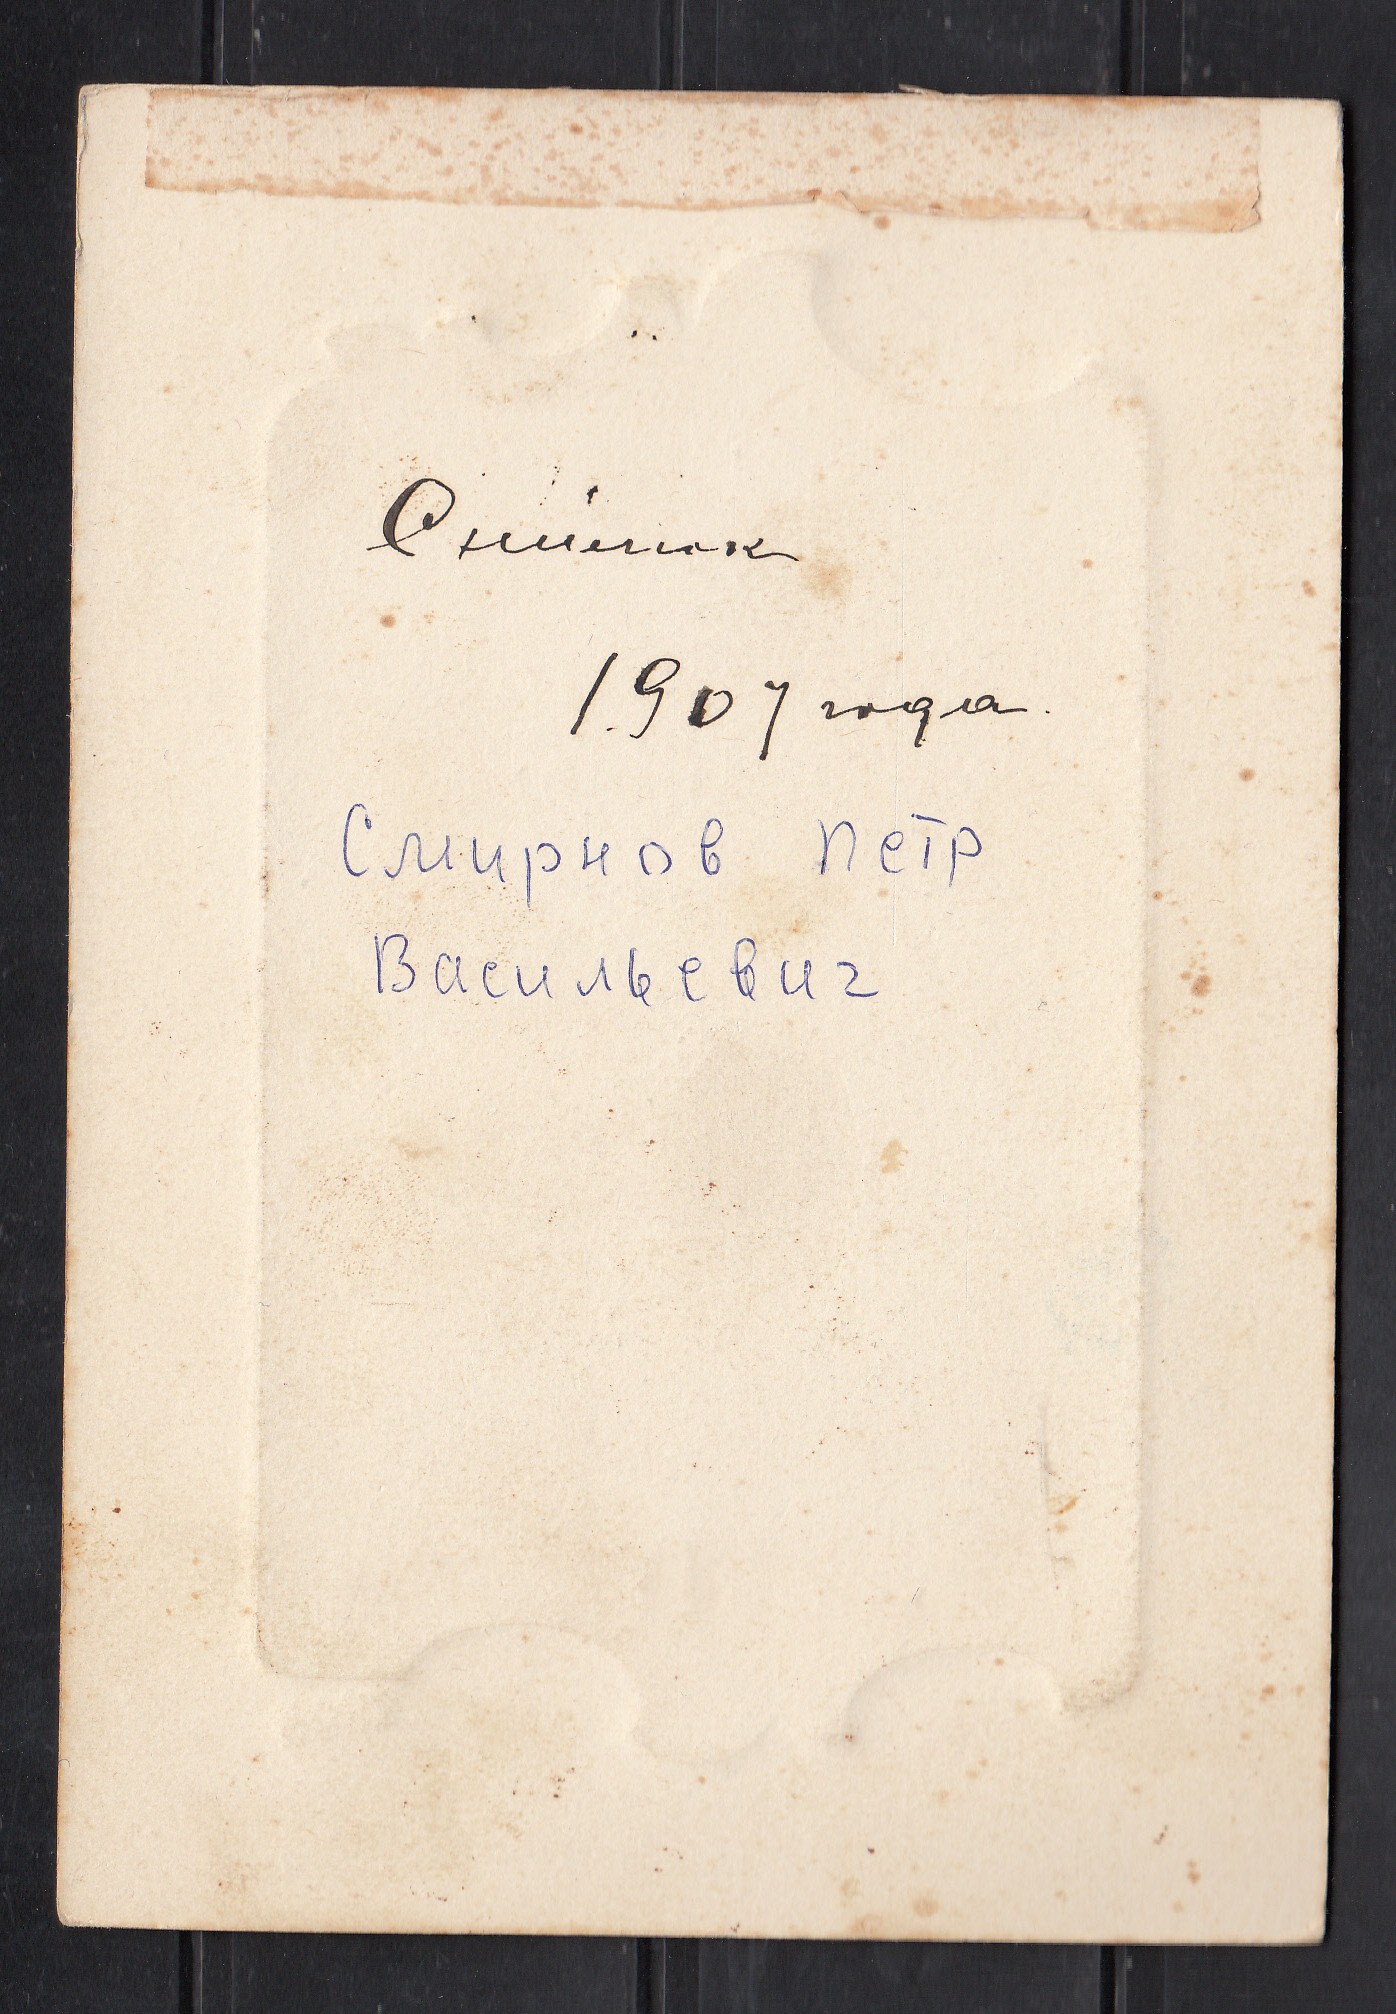 Снимок
1907 года.
Смирнов Петр
Васильевич